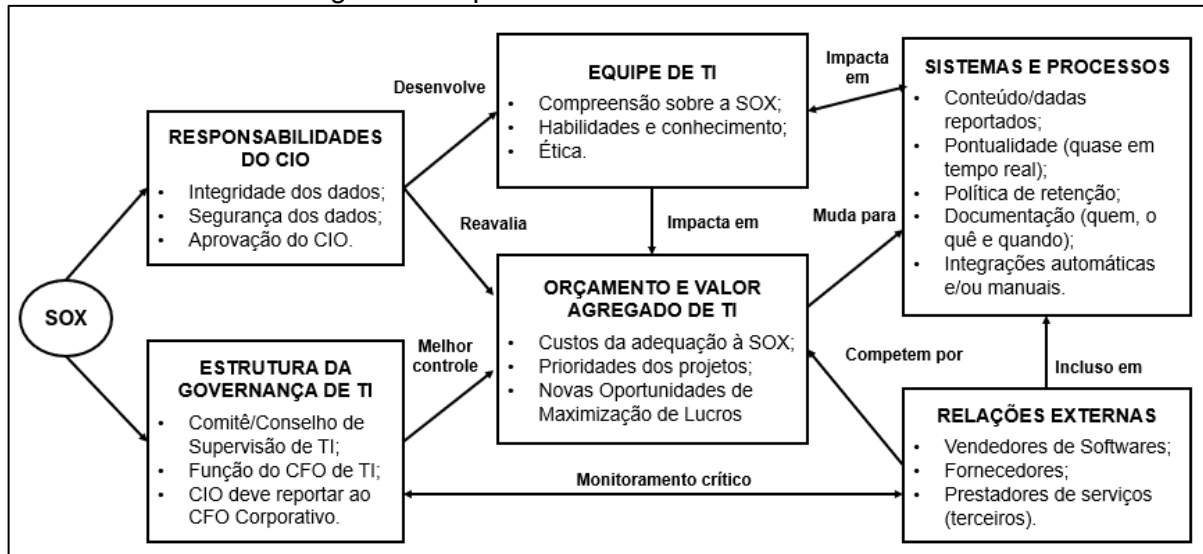 EQUIPE DE TI
• Compreensão sobre a SOX;
• Habilidades e conhecimento;
• Ética.
Impacta
em
SISTEMAS E PROCESSOS
• Conteúdo/dadas
reportados;
• Pontualidade (quase em
tempo real);
• Política de retenção;
• Documentação (quem, o
quê e quando);
• Integrações automáticas
e/ou manuais.
Desenvolve
RESPONSABILIDADES
DO CIO
• Integridade dos dados;
• Segurança dos dados;
• Aprovação do CIO.
Reavalia
Impacta em
Muda para
SOX
ORÇAMENTO E VALOR
AGREGADO DE TI
• Custos da adequação à SOX;
• Prioridades dos projetos;
• Novas Oportunidades de
Maximização de Lucros
Melhor
controle
Competem por
Incluso em
ESTRUTURA DA
GOVERNANÇA DE TI
• Comitê/Conselho de
Supervisão de TI;
• Função do CFO de TI;
• CIO deve reportar ao
CFO Corporativo.
Monitoramento crítico
RELAÇÕES EXTERNAS
• Vendedores de Softwares;
• Fornecedores;
• Prestadores de serviços
(terceiros).